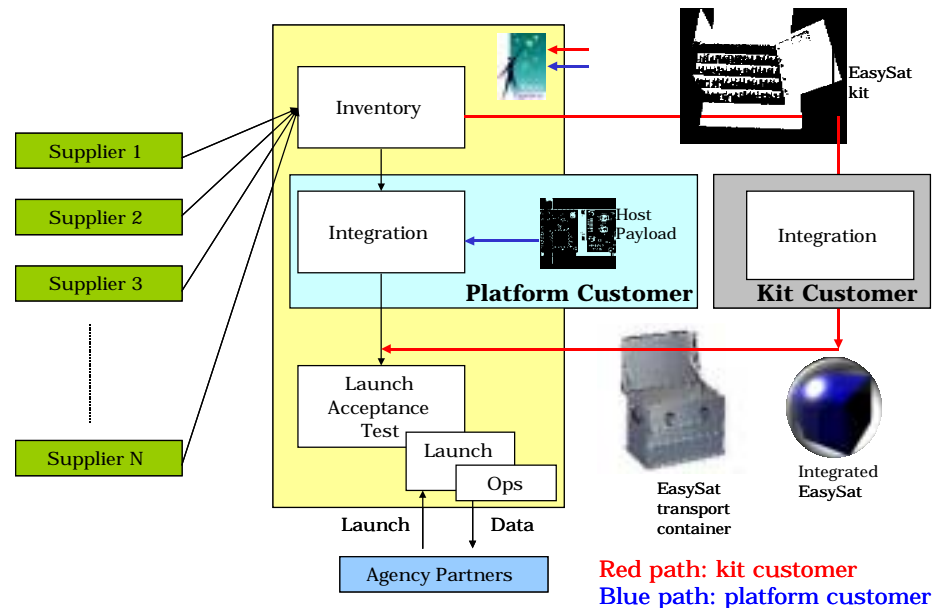 Inventory
EasySat
kit
Supplier 1
Supplier 2
Supplier 3
Supplier N
Integration
Host
Payload
Platform Customer
Integration
Kit Customer
Launch
Acceptance
Test
Launch
Ops
EasySat
transport
container
Integrated
EasySat
Launch
Data
Agency Partners
Red path: kit customer
Blue path: platform customer